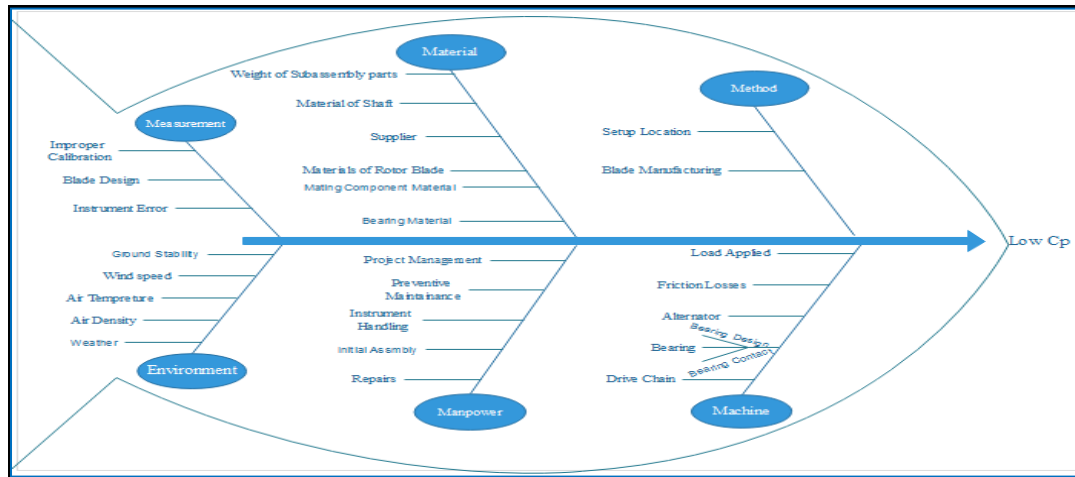 Material
Weight of Subassembly parts
Material of Shaft
Supplier
Materials of Rotor Blade
Mating Component Material
Bearing Material
Method
Setup Location
Blade Manufacturing
Measurement
Improper
Calibration
Blade Design
Instrument Error
Low Cp
Ground Stability
Wind speed
Air Tempreture
Air Density
Weather
Environment
Project Management
Preventive
Maintainance
Instrument
Handling
Initial Assmbly
Repairs
Manpower
Load Applied
Friction Losses
Alternator
Bearing Design
Bearing
Bearing Contact
Drive Chain
Machine